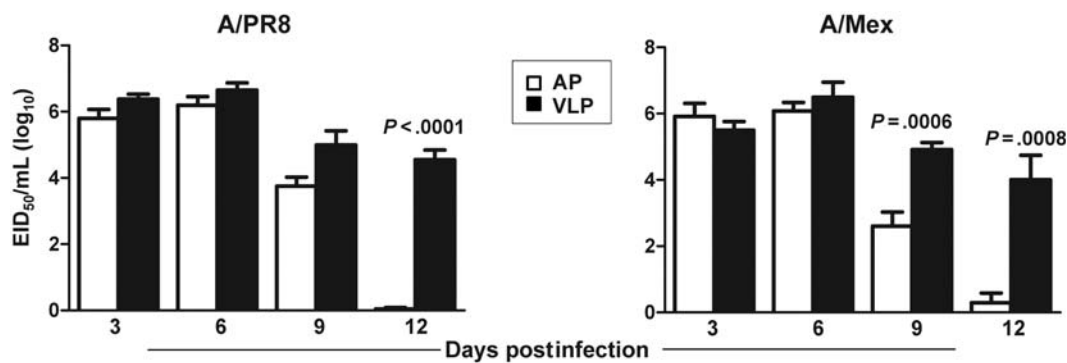 A/PR8
A/Mex
EID50/mL (log10)
8
6
4
2
0
P < .0001
3
6
9
12
AP
VLP
8
6
4
2
0
P = .0006
P = .0008
3
6
9
12
Days postinfection